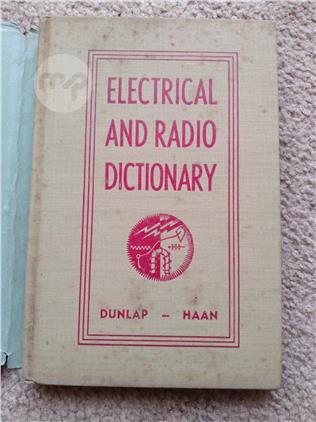 ELECTRICAL
AND RADIO
DICTIONARY
DUNLAP — HAAN